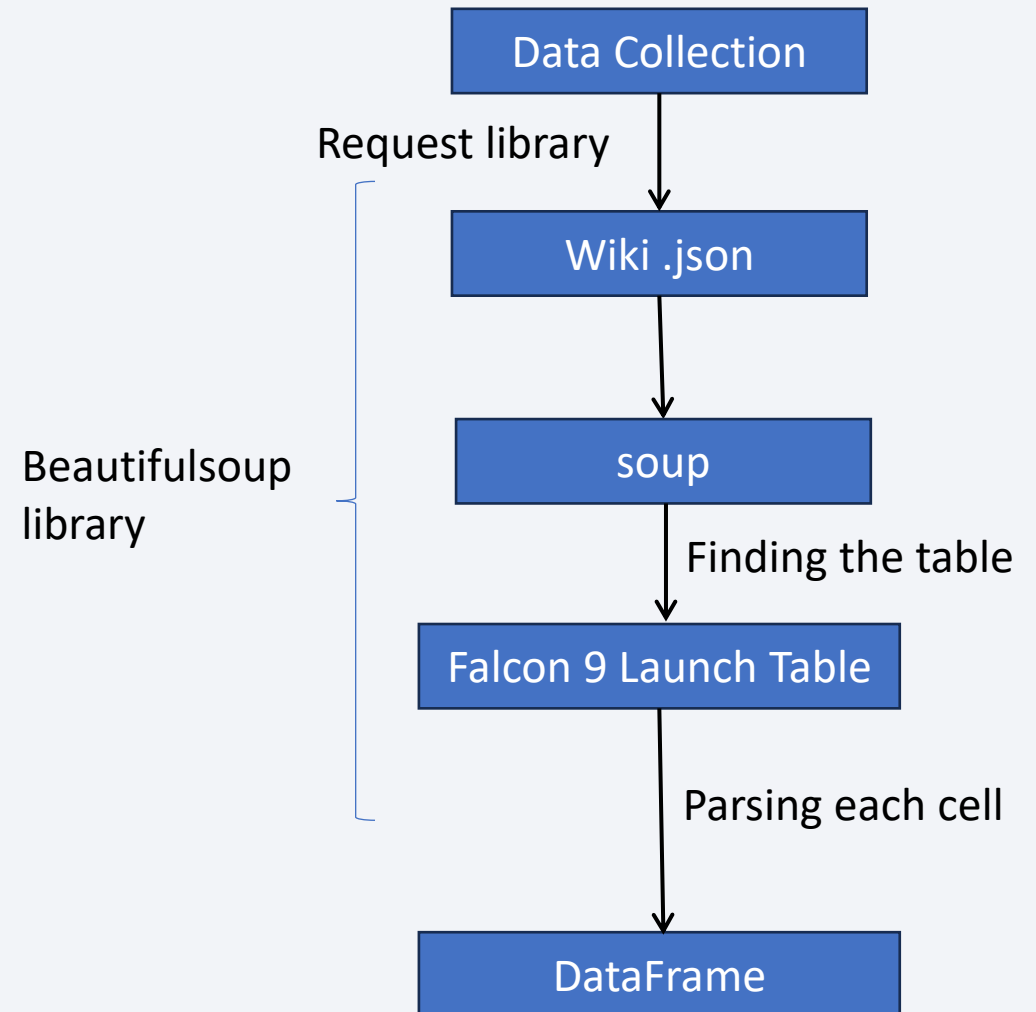 Data Collection
Request library
Wiki .json
soup
Beautifulsoup
library
Finding the table
Falcon 9 Launch Table
Parsing each cell
DataFrame